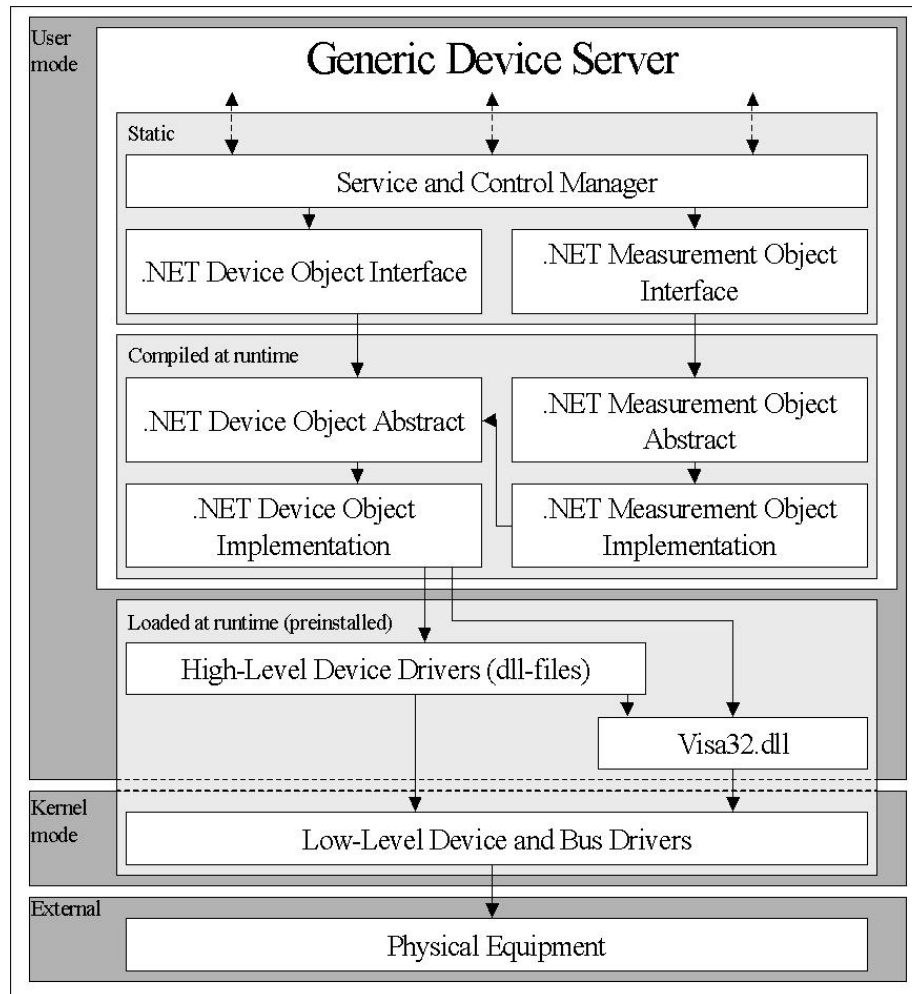 User
mode
Generic Device Server
Static
Service and Control Manager
.NET Device Object Interface
.NET Measurement Object
Interface
Compiled at runtime
.NET Device Object Abstract
.NET Measurement Object
Abstract
.NET Device Object
Implementation
.NET Measurement Object
Implementation
Loaded at runtime (preinstalled)
High-Level Device Drivers (dll-files)
Visa32.dll
Kernel
mode
Low-Level Device and Bus Drivers
External
Physical Equipment